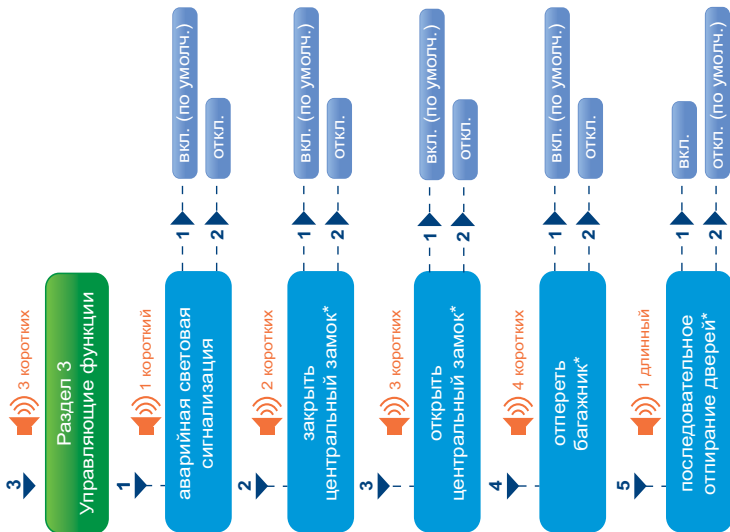 3
3 коротких
Раздел 3
Управляющие функции
1
1 короткий
аварийная световая
сигнализация
1
вкл. (по умолч.)
2
откл.
2
2 коротких
закрыть
центральный замок*
1
вкл. (по умолч.)
2
откл.
3
3 коротких
открыть
центральный замок*
1
вкл. (по умолч.)
2
откл.
4
4 коротких
отпереть
багажник*
1
вкл. (по умолч.)
2
откл.
5
1 длинный
последовательное
отпирание дверей*
1
вкл.
2
откл. (по умолч.)